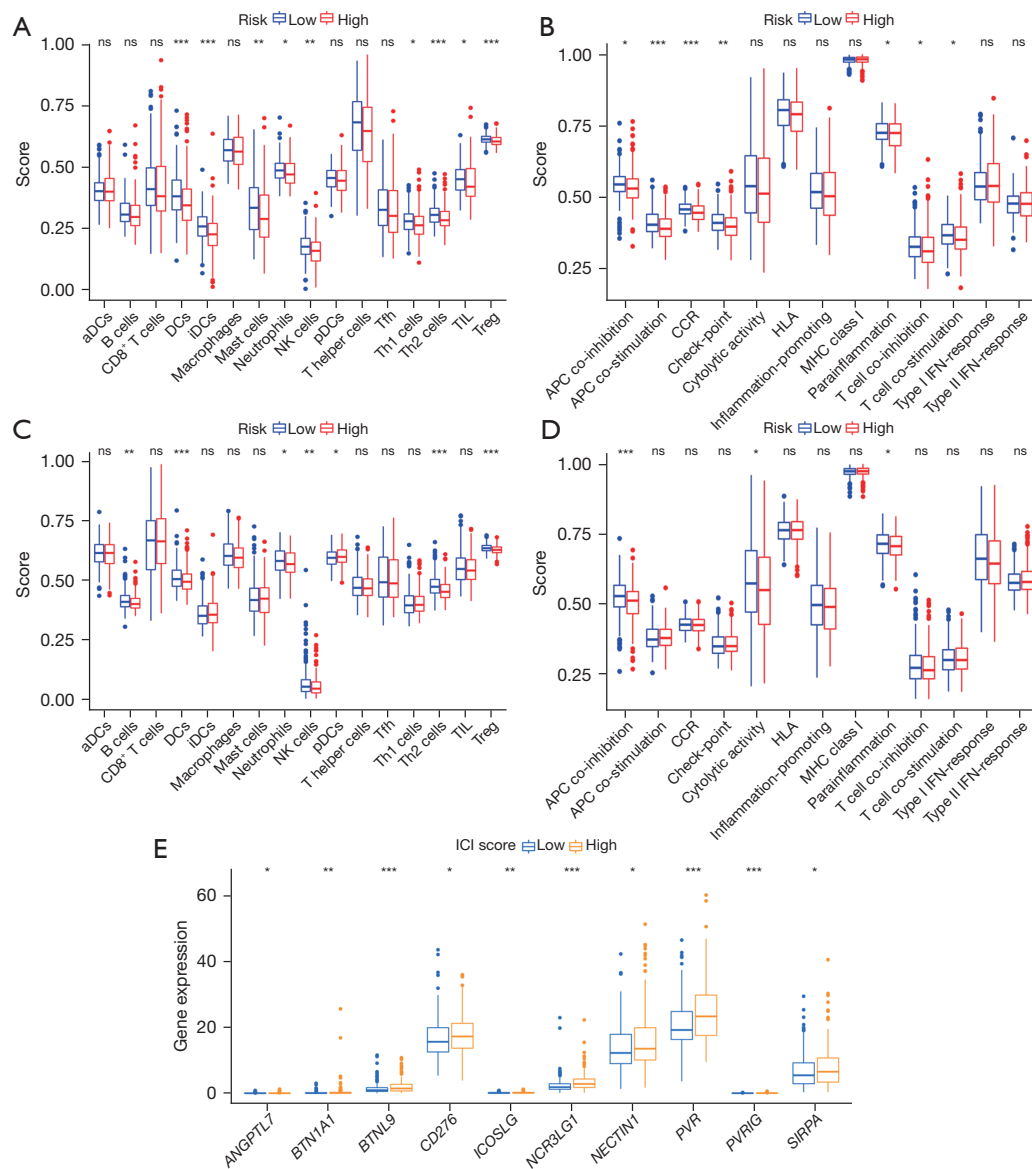 A
Risk Low High
ns ns ns *** *** ns ** * ** ns ns ns * *** * ***
Score
1.00
0.75
0.50
0.25
0.00
aDCs
B cells
CD8+ T cells
DCs
iDCs
Macrophages
Mast cells
Neutrophils
NK cells
pDCs
T helper cells
Tfh
Th1 cells
Th2 cells
TIL
Treg
B
Risk Low High
* *** *** ** ns ns ns ns * * * ns ns
Score
1.00
0.75
0.50
0.25
APC co-inhibition
APC co-stimulation
CCR
Check-point
Cytolytic activity
HLA
Inflammation-promoting
MHC class I
Parainflammation
T cell co-inhibition
T cell co-stimulation
Type I IFN-response
Type II IFN-response
C
Risk Low High
ns ** ns *** ns ns ns * ** * ns ns ns *** ns ***
Score
1.00
0.75
0.50
0.25
0.00
aDCs
B cells
CD8+ T cells
DCs
iDCs
Macrophages
Mast cells
Neutrophils
NK cells
pDCs
T helper cells
Tfh
Th1 cells
Th2 cells
TIL
Treg
D
Risk Low High
*** ns ns ns * ns ns ns * ns ns ns ns
Score
1.00
0.75
0.50
0.25
APC co-inhibition
APC co-stimulation
CCR
Check-point
Cytolytic activity
HLA
Inflammation-promoting
MHC class I
Parainflammation
T cell co-inhibition
T cell co-stimulation
Type I IFN-response
Type II IFN-response
E
ICI score Low High
* ** *** * ** *** * *** *** *
Gene expression
60
40
20
0
ANGPTL7
BTN1A1
BTNL9
CD276
ICOSLG
NCR3LG1
NECTIN1
PVR
PVRIG
SIRPA